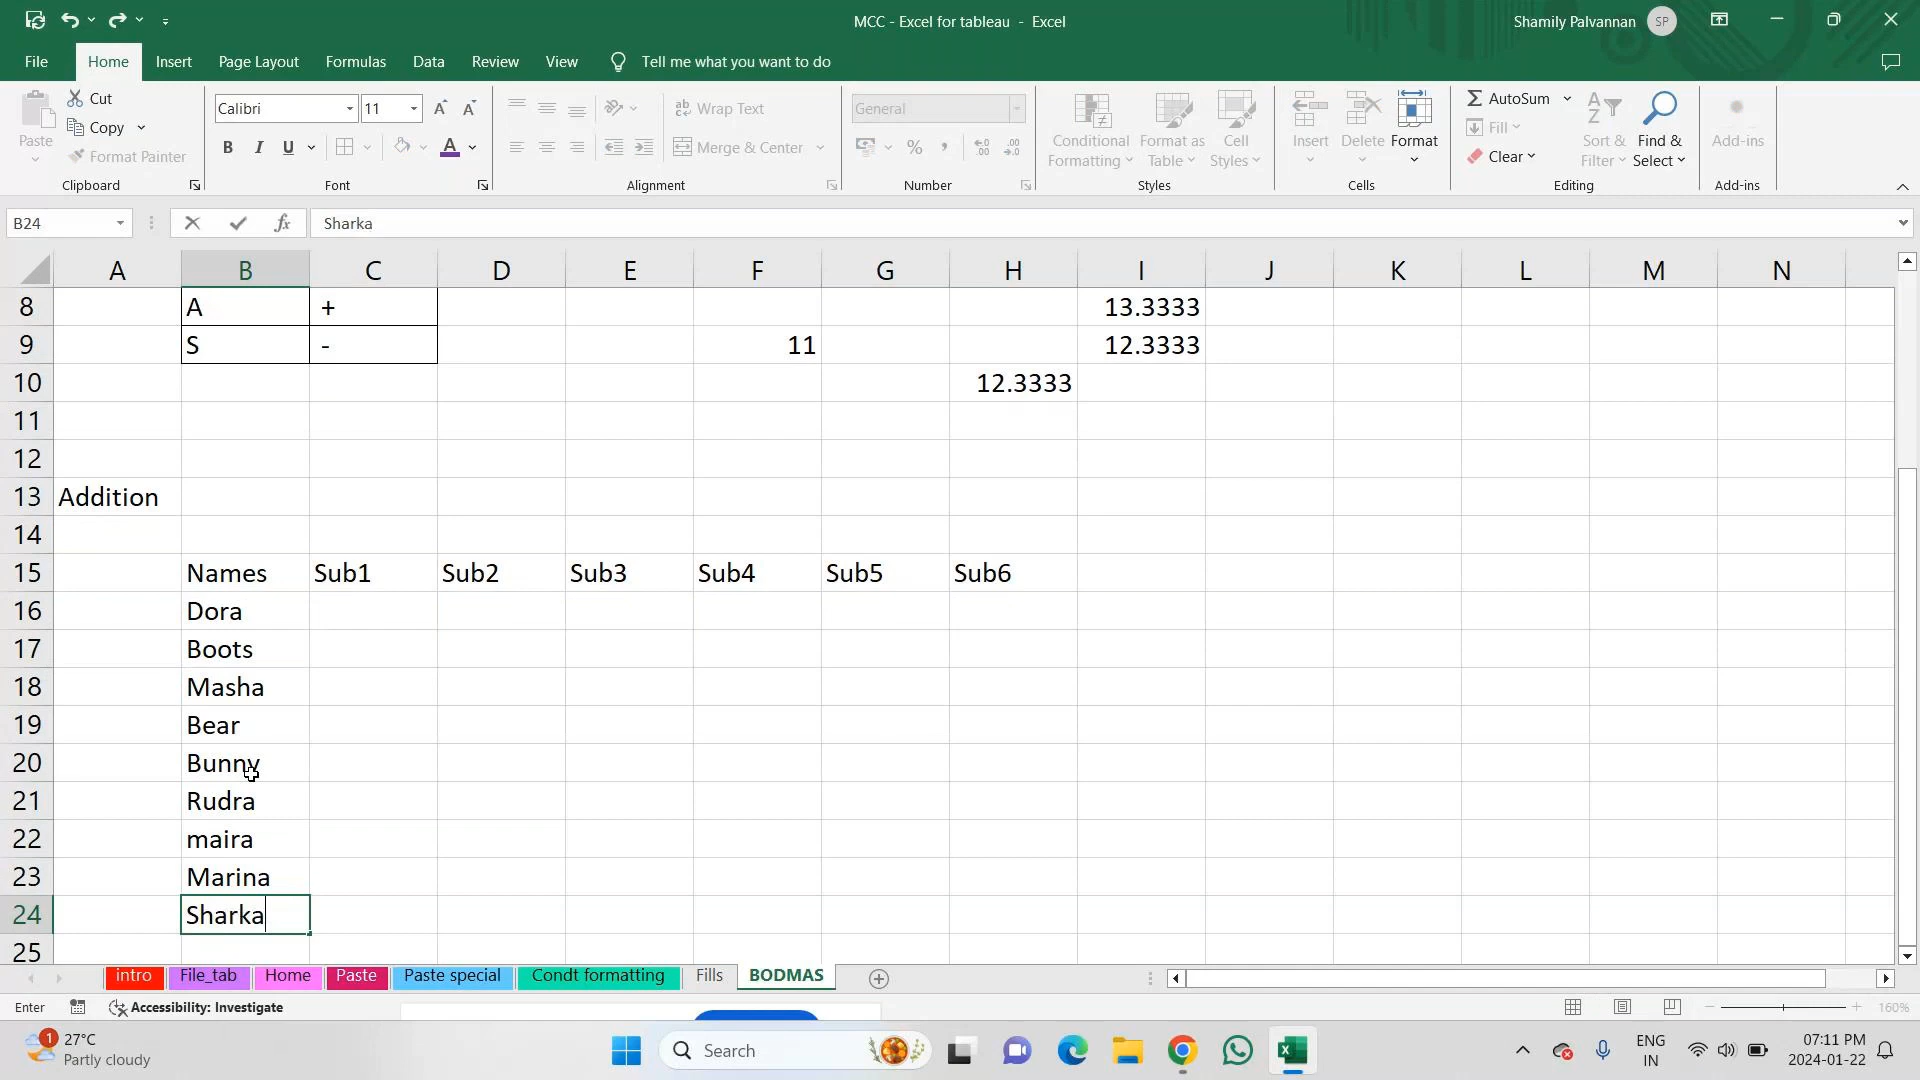 MCC - Excel for tableau - Excel
Shamily Palvannan SP
File Home Insert Page Layout Formulas Data Review View Tell me what you want to do
Cut
Copy
Format Painter
Paste
Clipboard
Calibri 11
B I U
Font
Wrap Text
Merge & Center
Alignment
General
Number
Conditional Formatting
Format as Table
Cell Styles
Styles
Insert Delete Format
Cells
AutoSum
Fill
Clear
Sort & Filter
Find & Select
Editing
Add-ins
Add-ins
B24 fx Sharka
A B C D E F G H I J K L M N
8 A + 13.3333
9 S - 11 12.3333
10 12.3333
11
12
13 Addition
14
15 Names Sub1 Sub2 Sub3 Sub4 Sub5 Sub6
16 Dora
17 Boots
18 Masha
19 Bear
20 Bunny
21 Rudra
22 maira
23 Marina
24 Sharka
25
intro File_tab Home Paste Paste special Condt formatting Fills BODMAS
Enter Accessibility: Investigate 160%
1 27°C
Partly cloudy
Search
ENG
IN
07:11 PM
2024-01-22